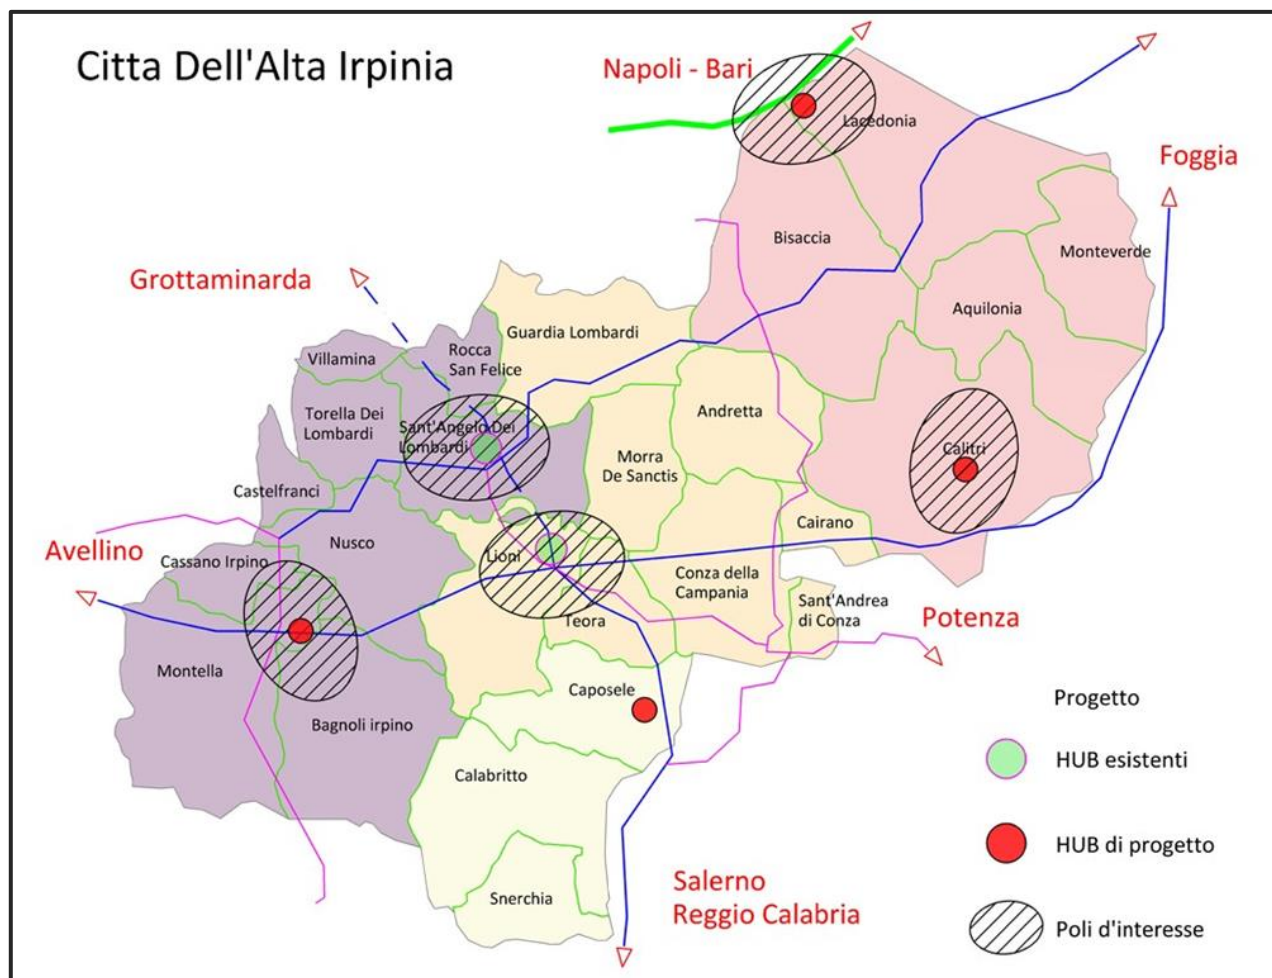 Citta Dell'Alta Irpinia
Napoli - Bari
Lacedonia
Foggia
Bisaccia
Monteverde
Grottaminarda
Aquilonia
Guardia Lombardi
Villamina
Rocca
San Felice
Torella Dei
Lombardi
Sant'Angelo Dei
Lombardi
Andretta
Calitri
Morra
De Sanctis
Castelfranci
Cairano
Nusco
Avellino
Cassano Irpino
Lioni
Conza della
Campania
Sant'Andrea
di Conza
Teora
Potenza
Montella
Caposele
Bagnoli irpino
Calabritto
Snerchia
Salerno
Reggio Calabria
Progetto
HUB esistenti
HUB di progetto
Poli d'interesse